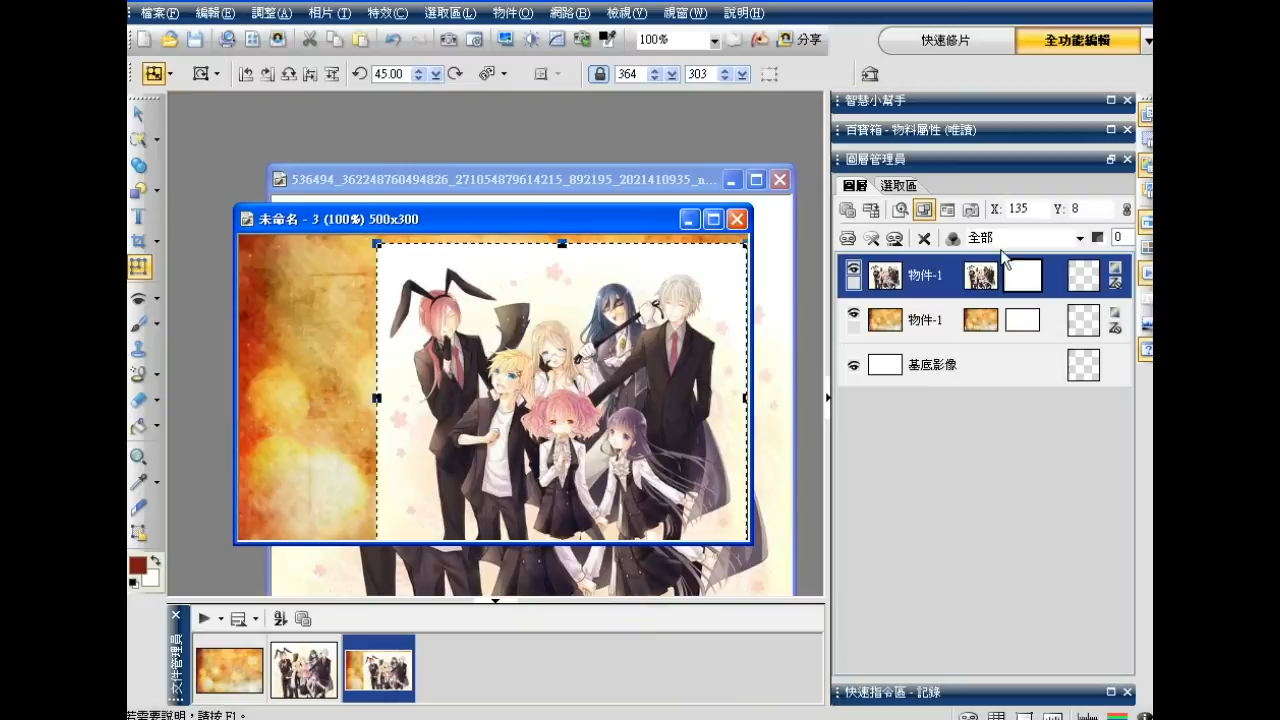 檔案(F) 編輯(E) 調整(A) 相片(I) 特效(C) 選取區(L) 物件(O) 網路(B) 檢視(V) 視窗(W) 說明(H)
100% 分享 快速修片 全功能編輯
45.00 364 303
智慧小幫手
百寶箱 - 物料屬性 (唯讀)
圖層管理員
536494_362248760494826_271054879614215_892195_2021410935_n...
圖層 選取區
未命名 - 3 (100%) 500x300
X: 135 Y: 8
全部 0
物件-1
物件-1
基底影像
文件管理員
快速指令區 - 記錄
若需要說明，請按 F1。